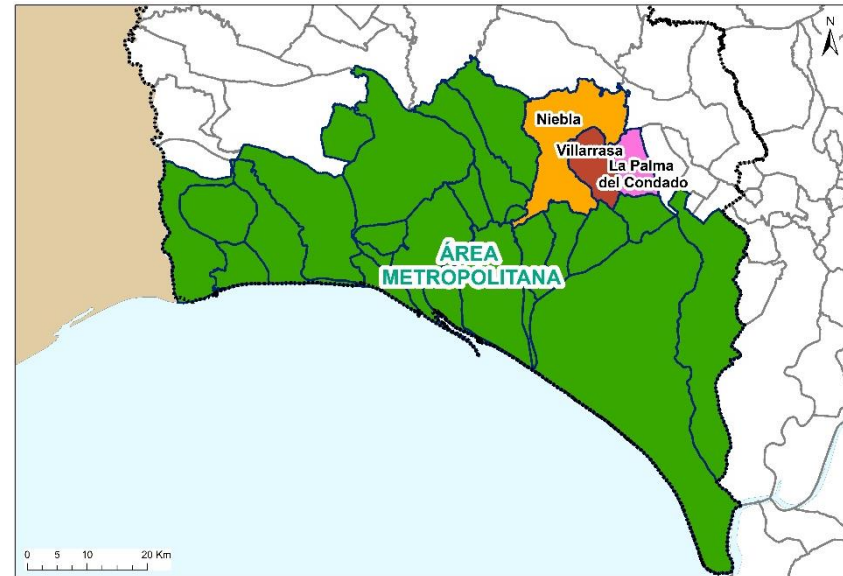 N
Niebla
Villarrasa
La Palma
del Condado
ÁREA
METROPOLITANA
0 5 10 20 Km